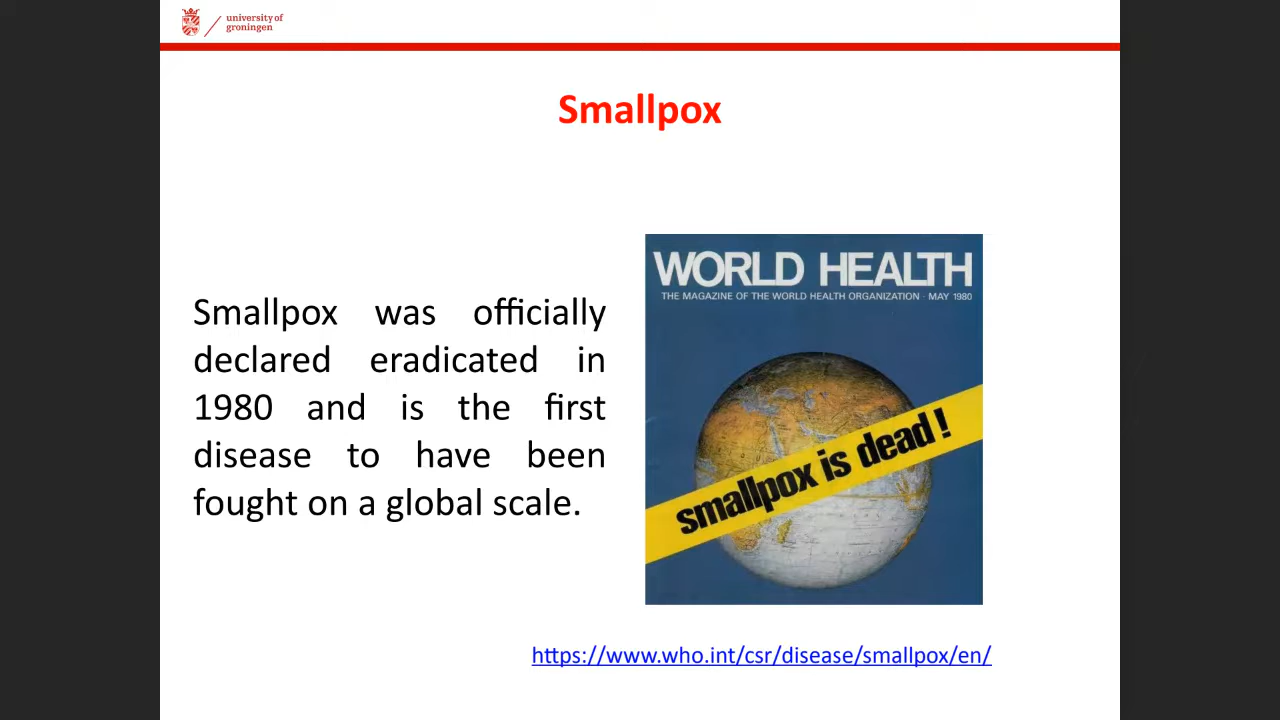 university of
groningen
Smallpox
Smallpox was officially
declared eradicated in
1980 and is the first
disease to have been
fought on a global scale.
WORLD HEALTH
THE MAGAZINE OF THE WORLD HEALTH ORGANIZATION · MAY 1980
smallpox is dead !
https://www.who.int/csr/disease/smallpox/en/